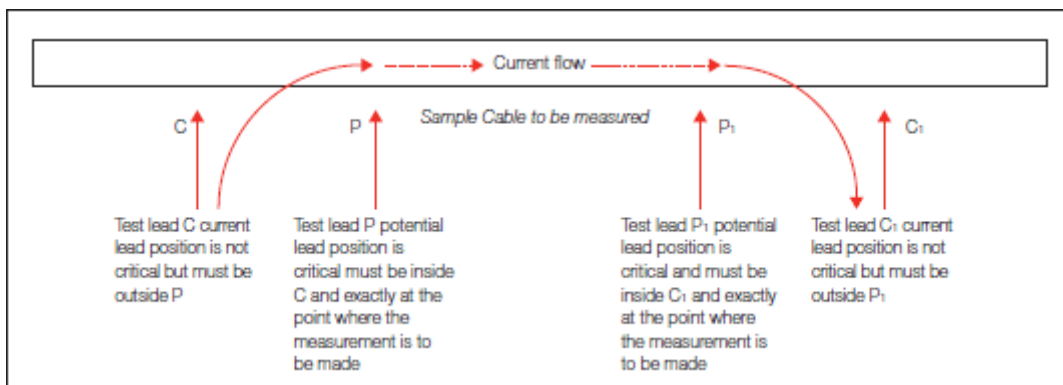 Current flow
Sample Cable to be measured
C
P
P₁
C₁
Test lead C current
lead position is not
critical but must be
outside P
Test lead P potential
lead position is
critical must be inside
C and exactly at the
point where the
measurement is to
be made
Test lead P₁ potential
lead position is
critical and must be
inside C₁ and exactly
at the point where
the measurement is
to be made
Test lead C₁ current
lead position is not
critical but must be
outside P₁